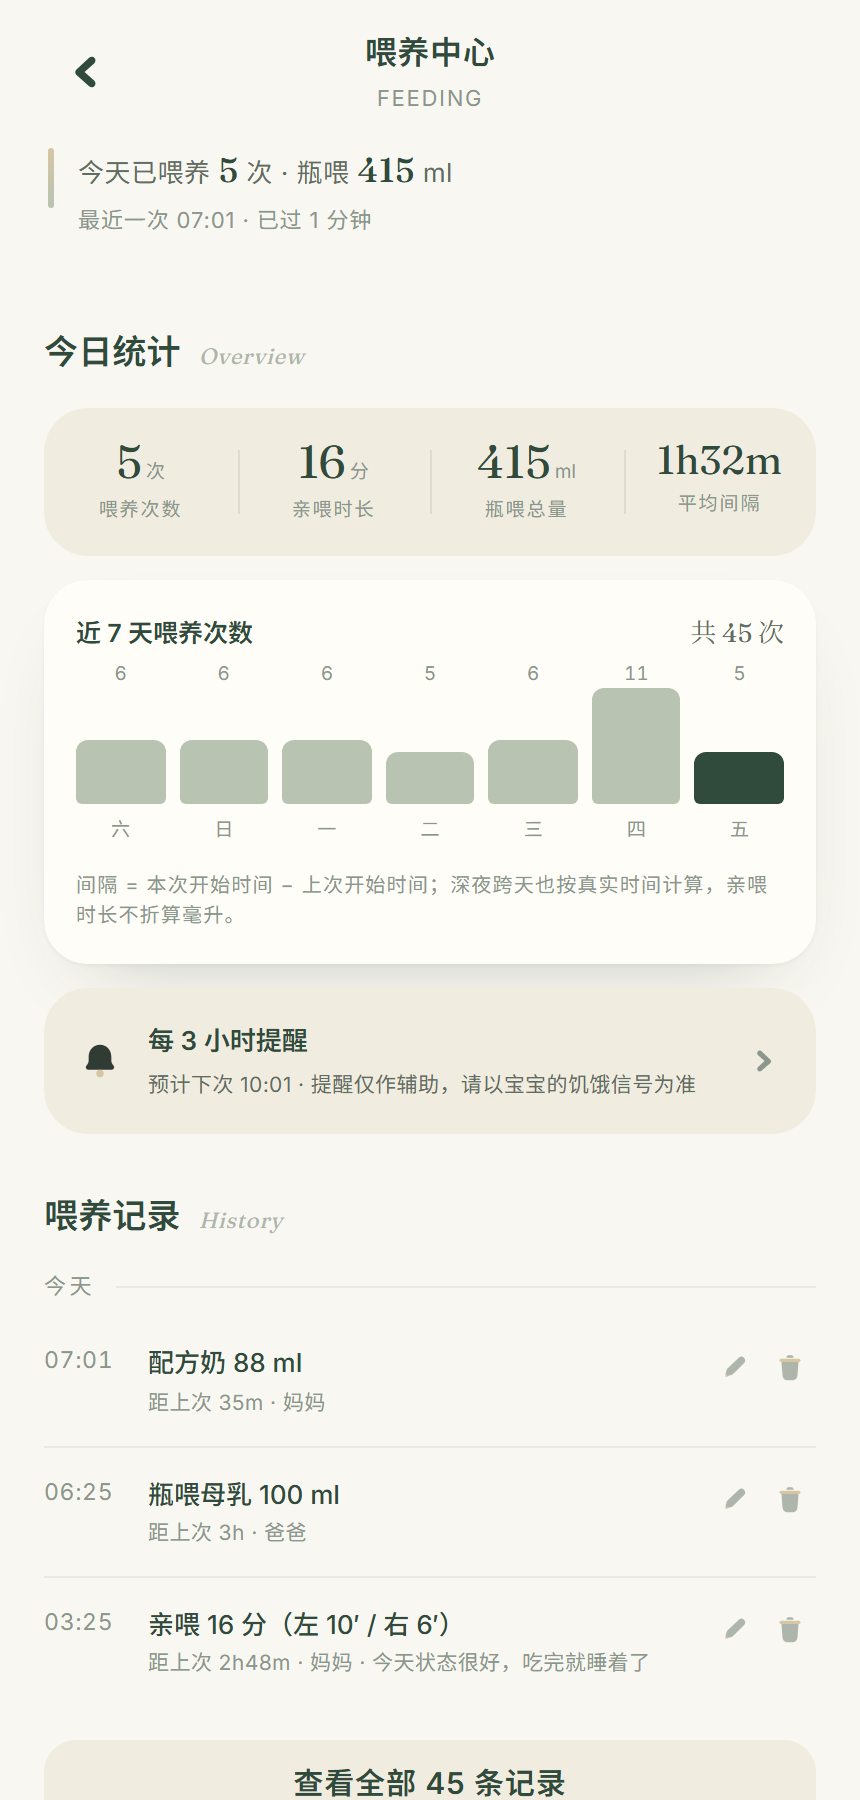 喂养中心
FEEDING
今天已喂养 5 次 · 瓶喂 415 ml
最近一次 07:01 · 已过 1 分钟
今日统计 Overview
5 次 16 分 415 ml 1h32m
喂养次数 亲喂时长 瓶喂总量 平均间隔
近 7 天喂养次数 共 45 次
6 6 6 5 6 11 5
六 日 一 二 三 四 五
间隔 = 本次开始时间 − 上次开始时间；深夜跨天也按真实时间计算，亲喂
时长不折算毫升。
每 3 小时提醒
预计下次 10:01 · 提醒仅作辅助，请以宝宝的饥饿信号为准
喂养记录 History
今天
07:01 配方奶 88 ml
距上次 35m · 妈妈
06:25 瓶喂母乳 100 ml
距上次 3h · 爸爸
03:25 亲喂 16 分（左 10′ / 右 6′）
距上次 2h48m · 妈妈 · 今天状态很好，吃完就睡着了
查看全部 45 条记录